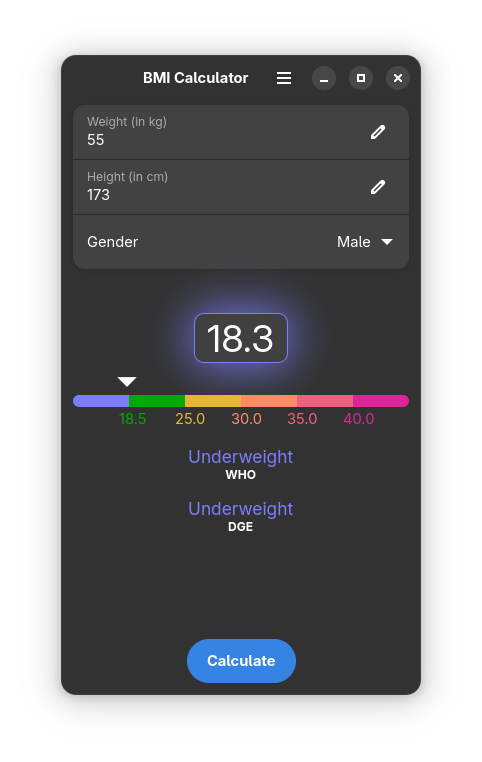 BMI Calculator
Weight (in kg)
55
Height (in cm)
173
Gender Male
18.3
18.5 25.0 30.0 35.0 40.0
Underweight
WHO
Underweight
DGE
Calculate